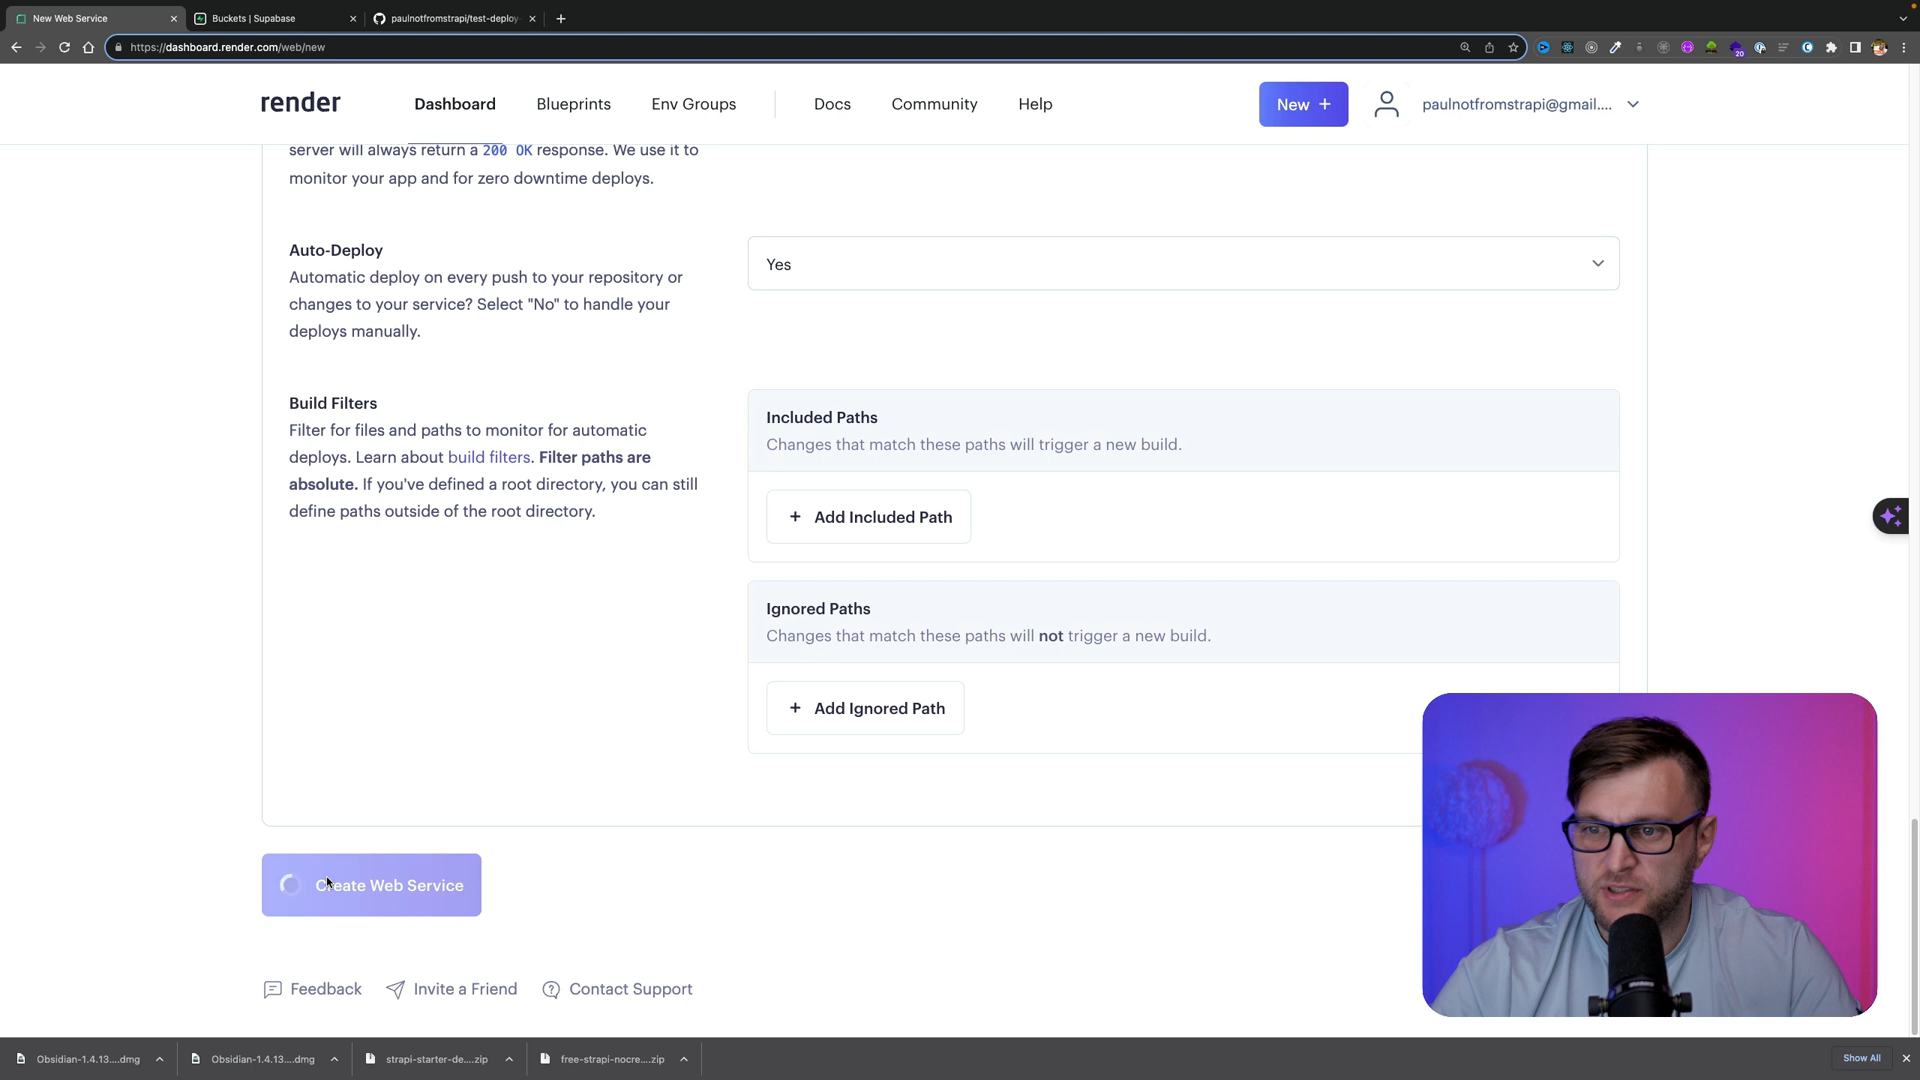 New Web Service
Buckets | Supabase
paulnotfromstrapi/test-deploy
https://dashboard.render.com/web/new
20
render
Dashboard
Blueprints
Env Groups
Docs
Community
Help
New +
paulnotfromstrapi@gmail....
server will always return a 200 OK response. We use it to
monitor your app and for zero downtime deploys.
Auto-Deploy
Automatic deploy on every push to your repository or
changes to your service? Select "No" to handle your
deploys manually.
Yes
Build Filters
Filter for files and paths to monitor for automatic
deploys. Learn about build filters. Filter paths are
absolute. If you've defined a root directory, you can still
define paths outside of the root directory.
Included Paths
Changes that match these paths will trigger a new build.
+ Add Included Path
Ignored Paths
Changes that match these paths will not trigger a new build.
+ Add Ignored Path
Create Web Service
Feedback
Invite a Friend
Contact Support
Obsidian-1.4.13....dmg
Obsidian-1.4.13....dmg
strapi-starter-de....zip
free-strapi-nocre....zip
Show All